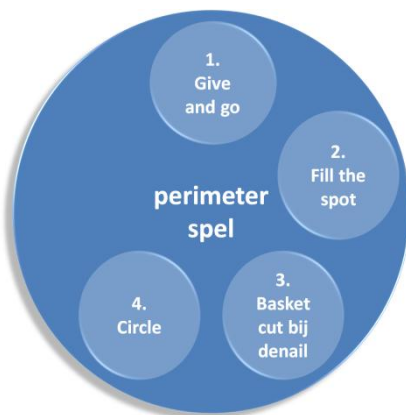 1.
Give
and go
2.
Fill the
spot
perimeter
spel
3.
Basket
cut bij
denail
4.
Circle